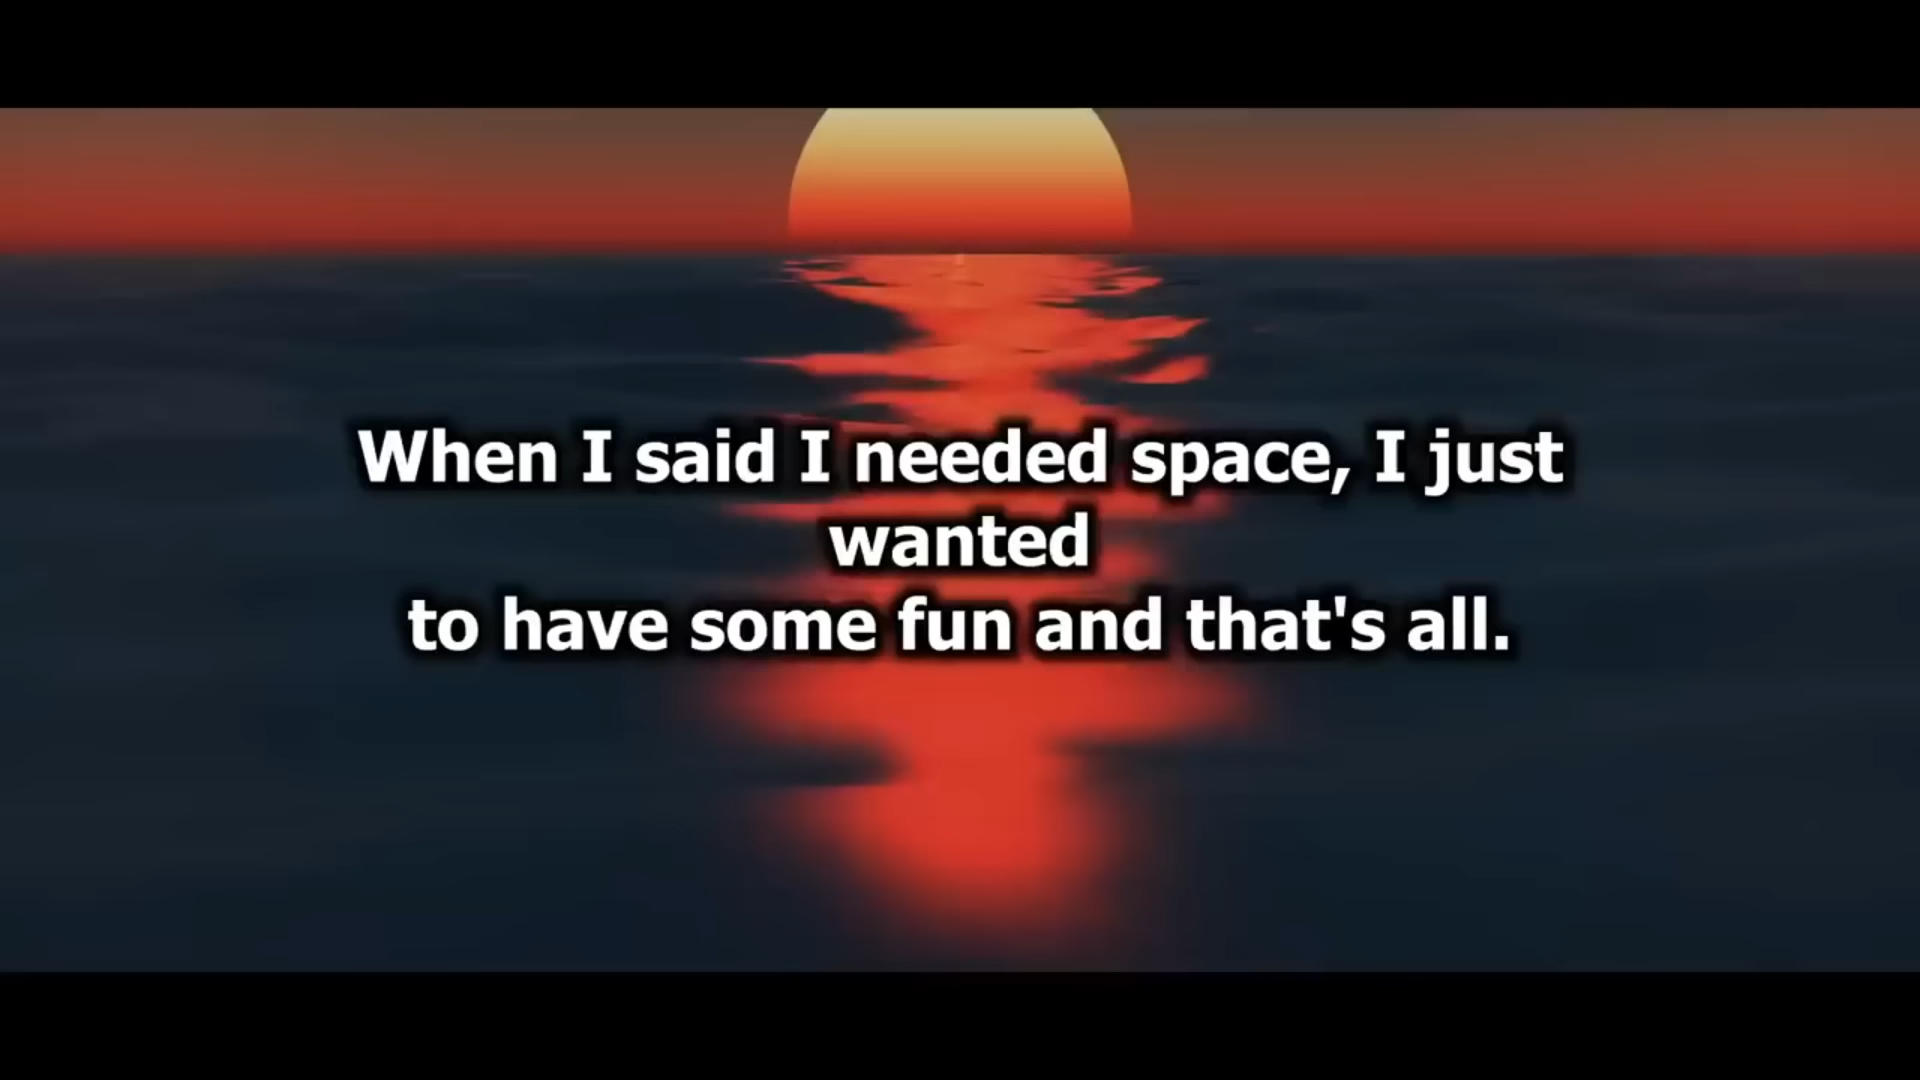 When I said I needed space, I just
wanted
to have some fun and that's all.